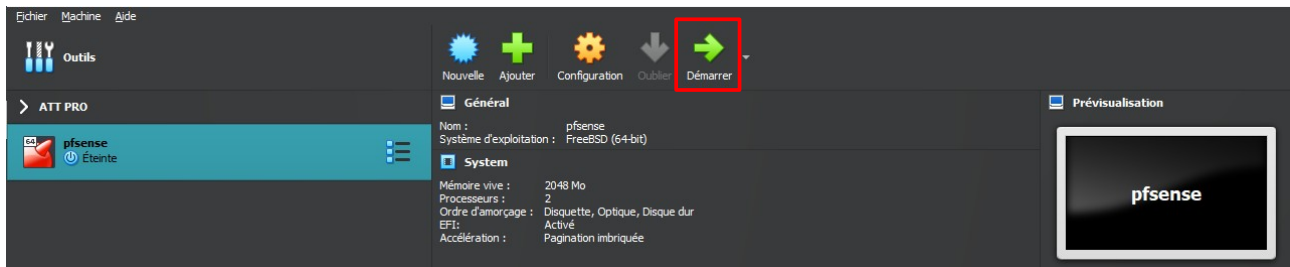 Fichier Machine Aide
Outils
Nouvelle Ajouter Configuration Oublier Démarrer
ATT PRO
64
pfsense
Éteinte
Général
Nom : pfsense
Système d'exploitation : FreeBSD (64-bit)
System
Mémoire vive : 2048 Mo
Processeurs : 2
Ordre d'amorçage : Disquette, Optique, Disque dur
EFI: Activé
Accélération : Pagination imbriquée
Prévisualisation
pfsense